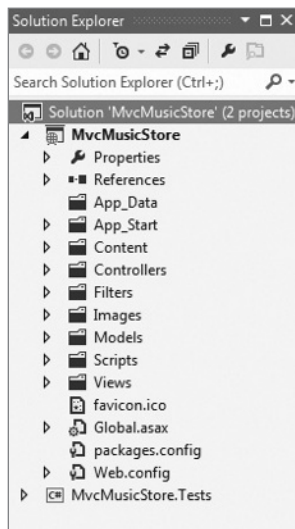 Solution Explorer
Search Solution Explorer (Ctrl+;)
Solution 'MvcMusicStore' (2 projects)
MvcMusicStore
Properties
References
App_Data
App_Start
Content
Controllers
Filters
Images
Models
Scripts
Views
favicon.ico
Global.asax
packages.config
Web.config
C# MvcMusicStore.Tests